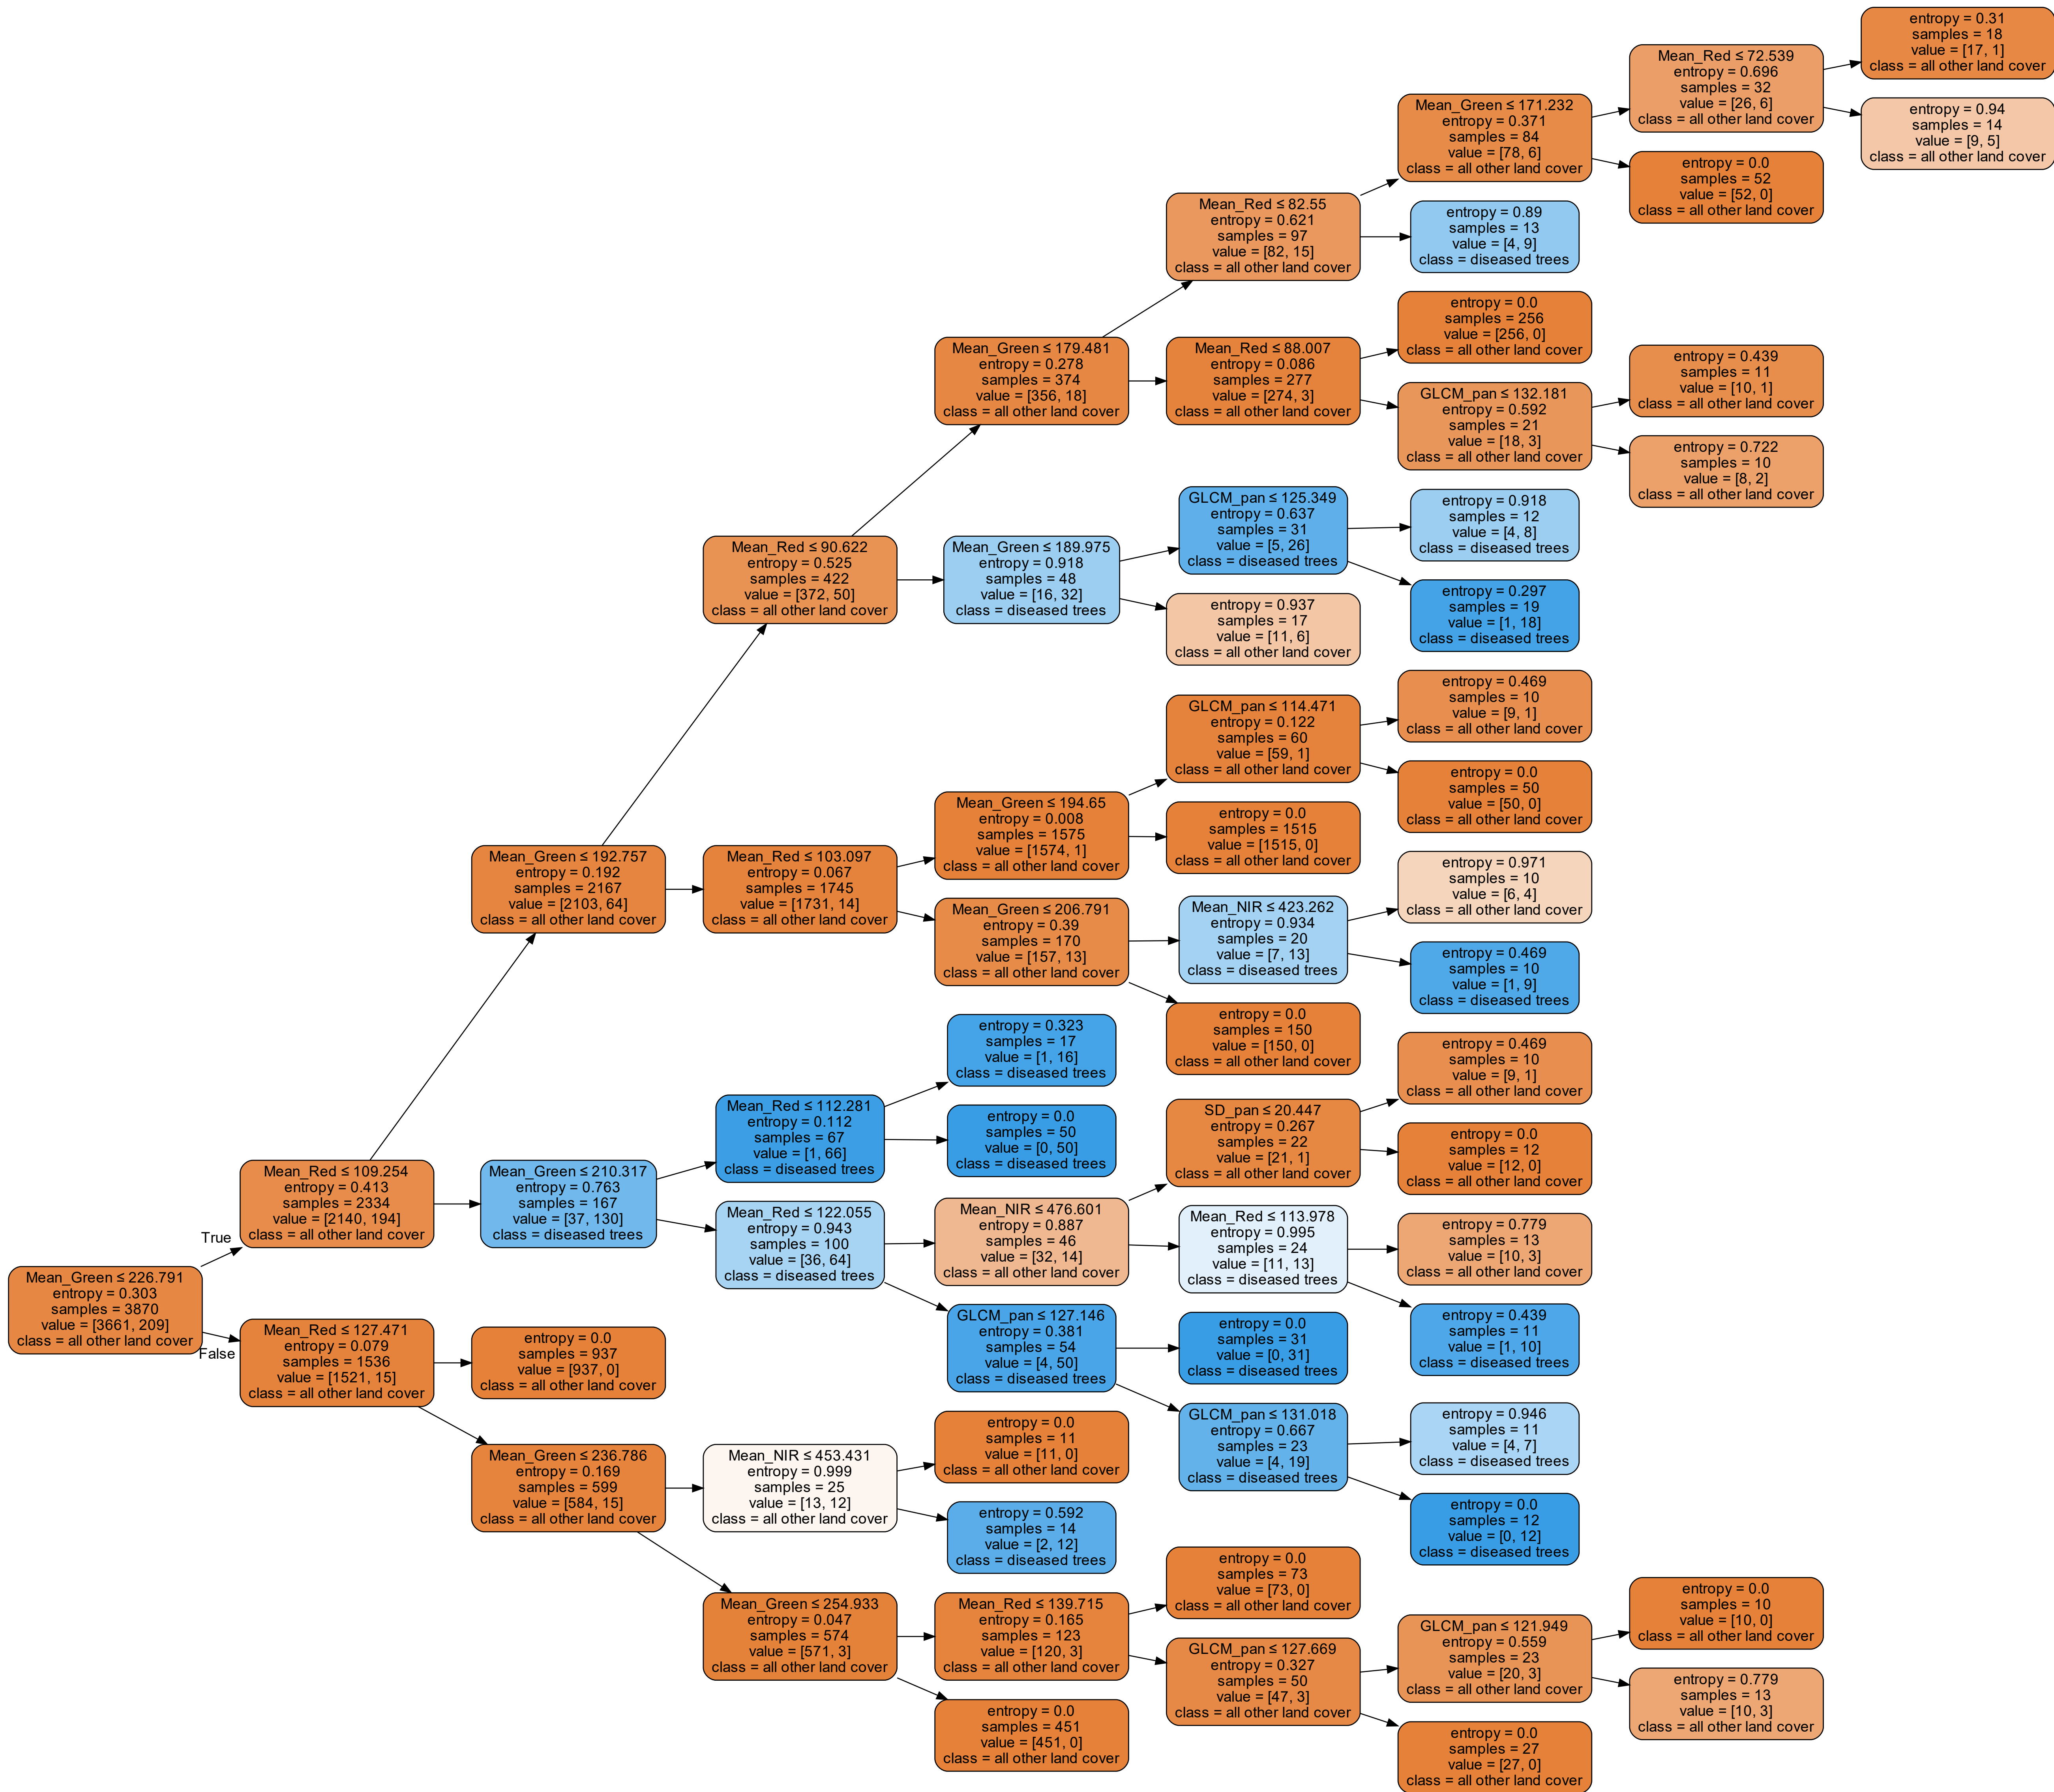 Mean_Green ≤ 226.791
entropy = 0.303
samples = 3870
value = [3661, 209]
class = all other land cover
True
False
Mean_Red ≤ 109.254
entropy = 0.413
samples = 2334
value = [2140, 194]
class = all other land cover
Mean_Red ≤ 127.471
entropy = 0.079
samples = 1536
value = [1521, 15]
class = all other land cover
Mean_Green ≤ 192.757
entropy = 0.192
samples = 2167
value = [2103, 64]
class = all other land cover
Mean_Green ≤ 210.317
entropy = 0.763
samples = 167
value = [37, 130]
class = diseased trees
entropy = 0.0
samples = 937
value = [937, 0]
class = all other land cover
Mean_Green ≤ 236.786
entropy = 0.169
samples = 599
value = [584, 15]
class = all other land cover
Mean_Red ≤ 90.622
entropy = 0.525
samples = 422
value = [372, 50]
class = all other land cover
Mean_Red ≤ 103.097
entropy = 0.067
samples = 1745
value = [1731, 14]
class = all other land cover
Mean_Red ≤ 112.281
entropy = 0.112
samples = 67
value = [1, 66]
class = diseased trees
Mean_Red ≤ 122.055
entropy = 0.943
samples = 100
value = [36, 64]
class = diseased trees
Mean_NIR ≤ 453.431
entropy = 0.999
samples = 25
value = [13, 12]
class = all other land cover
Mean_Green ≤ 254.933
entropy = 0.047
samples = 574
value = [571, 3]
class = all other land cover
Mean_Green ≤ 179.481
entropy = 0.278
samples = 374
value = [356, 18]
class = all other land cover
Mean_Green ≤ 189.975
entropy = 0.918
samples = 48
value = [16, 32]
class = diseased trees
Mean_Green ≤ 194.65
entropy = 0.008
samples = 1575
value = [1574, 1]
class = all other land cover
Mean_Green ≤ 206.791
entropy = 0.39
samples = 170
value = [157, 13]
class = all other land cover
entropy = 0.323
samples = 17
value = [1, 16]
class = diseased trees
entropy = 0.0
samples = 50
value = [0, 50]
class = diseased trees
Mean_NIR ≤ 476.601
entropy = 0.887
samples = 46
value = [32, 14]
class = all other land cover
GLCM_pan ≤ 127.146
entropy = 0.381
samples = 54
value = [4, 50]
class = diseased trees
entropy = 0.0
samples = 11
value = [11, 0]
class = all other land cover
entropy = 0.592
samples = 14
value = [2, 12]
class = diseased trees
Mean_Red ≤ 139.715
entropy = 0.165
samples = 123
value = [120, 3]
class = all other land cover
entropy = 0.0
samples = 451
value = [451, 0]
class = all other land cover
Mean_Red ≤ 82.55
entropy = 0.621
samples = 97
value = [82, 15]
class = all other land cover
Mean_Red ≤ 88.007
entropy = 0.086
samples = 277
value = [274, 3]
class = all other land cover
GLCM_pan ≤ 125.349
entropy = 0.637
samples = 31
value = [5, 26]
class = diseased trees
entropy = 0.937
samples = 17
value = [11, 6]
class = all other land cover
GLCM_pan ≤ 114.471
entropy = 0.122
samples = 60
value = [59, 1]
class = all other land cover
entropy = 0.0
samples = 1515
value = [1515, 0]
class = all other land cover
Mean_NIR ≤ 423.262
entropy = 0.934
samples = 20
value = [7, 13]
class = diseased trees
entropy = 0.0
samples = 150
value = [150, 0]
class = all other land cover
SD_pan ≤ 20.447
entropy = 0.267
samples = 22
value = [21, 1]
class = all other land cover
Mean_Red ≤ 113.978
entropy = 0.995
samples = 24
value = [11, 13]
class = diseased trees
entropy = 0.0
samples = 31
value = [0, 31]
class = diseased trees
GLCM_pan ≤ 131.018
entropy = 0.667
samples = 23
value = [4, 19]
class = diseased trees
entropy = 0.0
samples = 73
value = [73, 0]
class = all other land cover
GLCM_pan ≤ 127.669
entropy = 0.327
samples = 50
value = [47, 3]
class = all other land cover
Mean_Green ≤ 171.232
entropy = 0.371
samples = 84
value = [78, 6]
class = all other land cover
entropy = 0.89
samples = 13
value = [4, 9]
class = diseased trees
entropy = 0.0
samples = 256
value = [256, 0]
class = all other land cover
GLCM_pan ≤ 132.181
entropy = 0.592
samples = 21
value = [18, 3]
class = all other land cover
entropy = 0.918
samples = 12
value = [4, 8]
class = diseased trees
entropy = 0.297
samples = 19
value = [1, 18]
class = diseased trees
entropy = 0.469
samples = 10
value = [9, 1]
class = all other land cover
entropy = 0.0
samples = 50
value = [50, 0]
class = all other land cover
entropy = 0.971
samples = 10
value = [6, 4]
class = all other land cover
entropy = 0.469
samples = 10
value = [1, 9]
class = diseased trees
entropy = 0.469
samples = 10
value = [9, 1]
class = all other land cover
entropy = 0.0
samples = 12
value = [12, 0]
class = all other land cover
entropy = 0.779
samples = 13
value = [10, 3]
class = all other land cover
entropy = 0.439
samples = 11
value = [1, 10]
class = diseased trees
entropy = 0.946
samples = 11
value = [4, 7]
class = diseased trees
entropy = 0.0
samples = 12
value = [0, 12]
class = diseased trees
GLCM_pan ≤ 121.949
entropy = 0.559
samples = 23
value = [20, 3]
class = all other land cover
entropy = 0.0
samples = 27
value = [27, 0]
class = all other land cover
Mean_Red ≤ 72.539
entropy = 0.696
samples = 32
value = [26, 6]
class = all other land cover
entropy = 0.0
samples = 52
value = [52, 0]
class = all other land cover
entropy = 0.439
samples = 11
value = [10, 1]
class = all other land cover
entropy = 0.722
samples = 10
value = [8, 2]
class = all other land cover
entropy = 0.0
samples = 10
value = [10, 0]
class = all other land cover
entropy = 0.779
samples = 13
value = [10, 3]
class = all other land cover
entropy = 0.31
samples = 18
value = [17, 1]
class = all other land cover
entropy = 0.94
samples = 14
value = [9, 5]
class = all other land cover